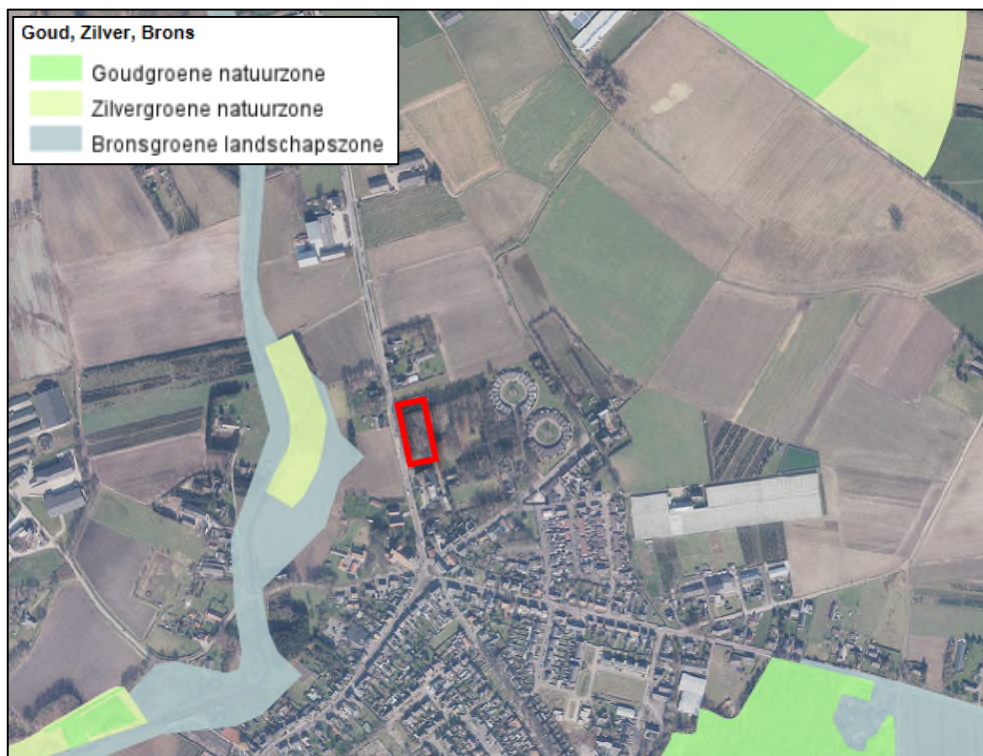 Goud, Zilver, Brons
Goudgroene natuurzone
Zilvergroene natuurzone
Bronsgroene landschapszone